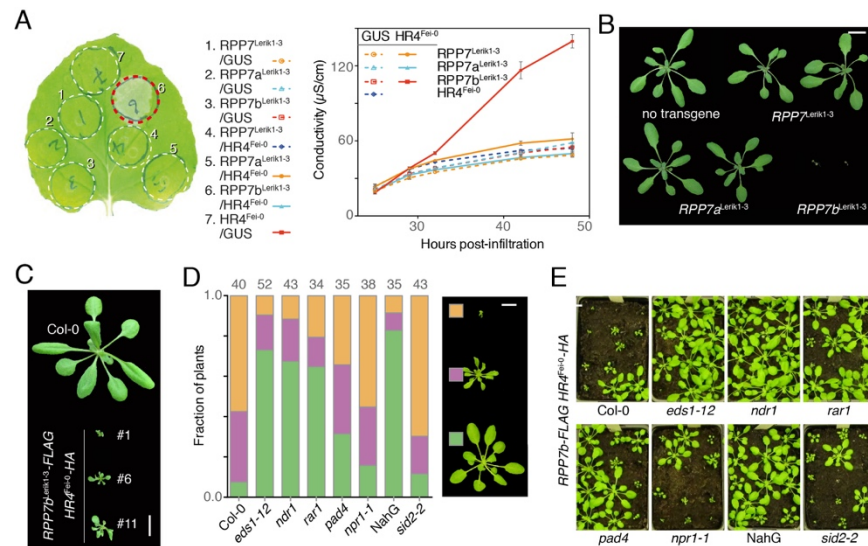 A
7
6
1
2
4
3
5
6
1. RPP7Lerik1-3
/GUS
2. RPP7aLerik1-3
/GUS
3. RPP7bLerik1-3
/GUS
4. RPP7Lerik1-3
/HR4Fei-0
5. RPP7aLerik1-3
/HR4Fei-0
6. RPP7bLerik1-3
/HR4Fei-0
7. HR4Fei-0
/GUS
GUS HR4Fei-0
RPP7Lerik1-3
RPP7aLerik1-3
RPP7bLerik1-3
HR4Fei-0
Conductivity (μS/cm)
120
60
0
30 40 50
Hours post-infiltration
B
no transgene
RPP7Lerik1-3
RPP7aLerik1-3
RPP7bLerik1-3
C
Col-0
RPP7bLerik1-3-FLAG
HR4Fei-0-HA
#1
#6
#11
D
40 52 43 34 35 38 35 43
1.0
0.0
Fraction of plants
Col-0
eds1-12
ndr1
rar1
pad4
npr1-1
NahG
sid2-2
E
RPP7b-FLAG HR4Fei-0-HA
Col-0 eds1-12 ndr1 rar1
pad4 npr1-1 NahG sid2-2